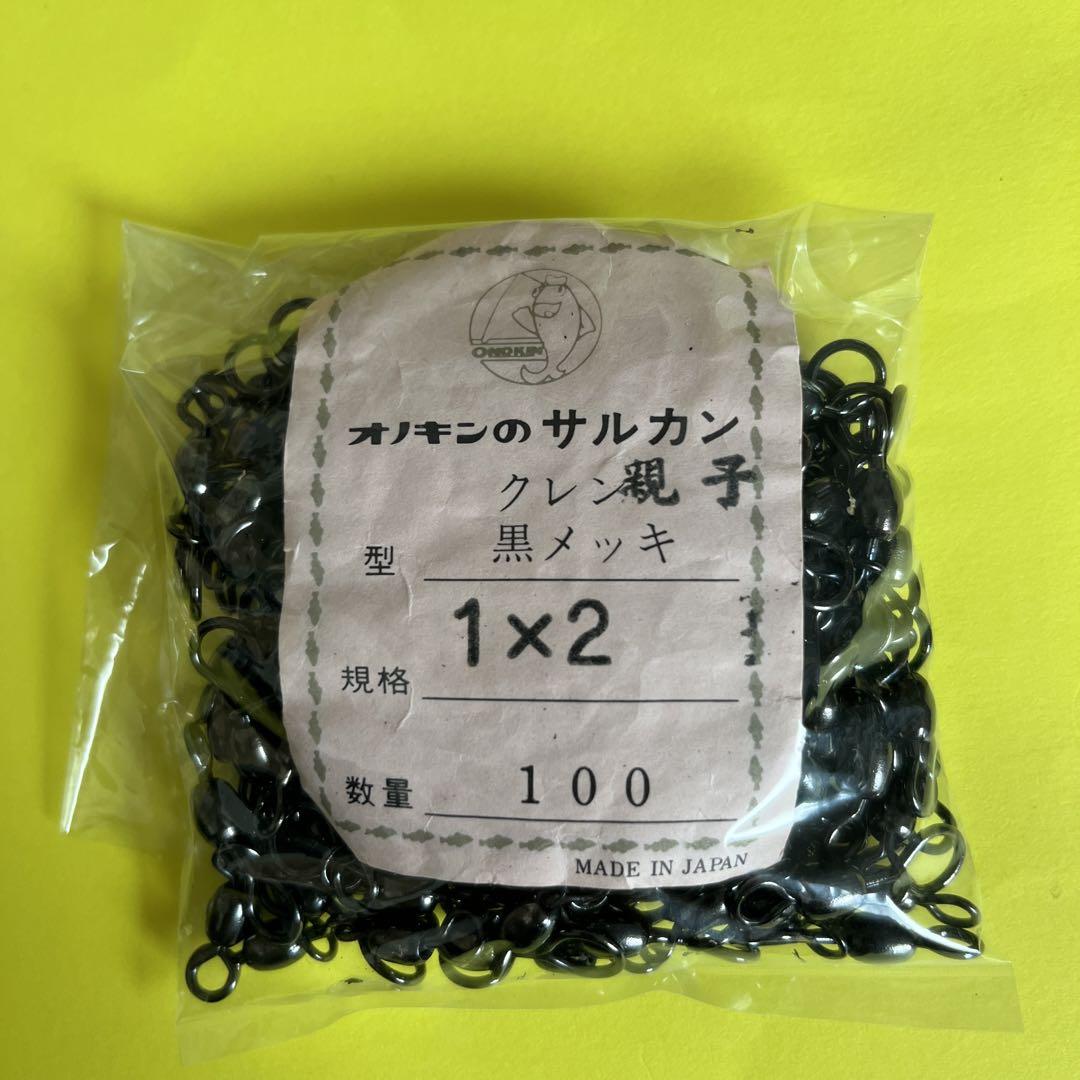 ONOKIN
オノキンのサルカン
クレン親子
黒メッキ
型
1×2
規格
数量 100
MADE IN JAPAN